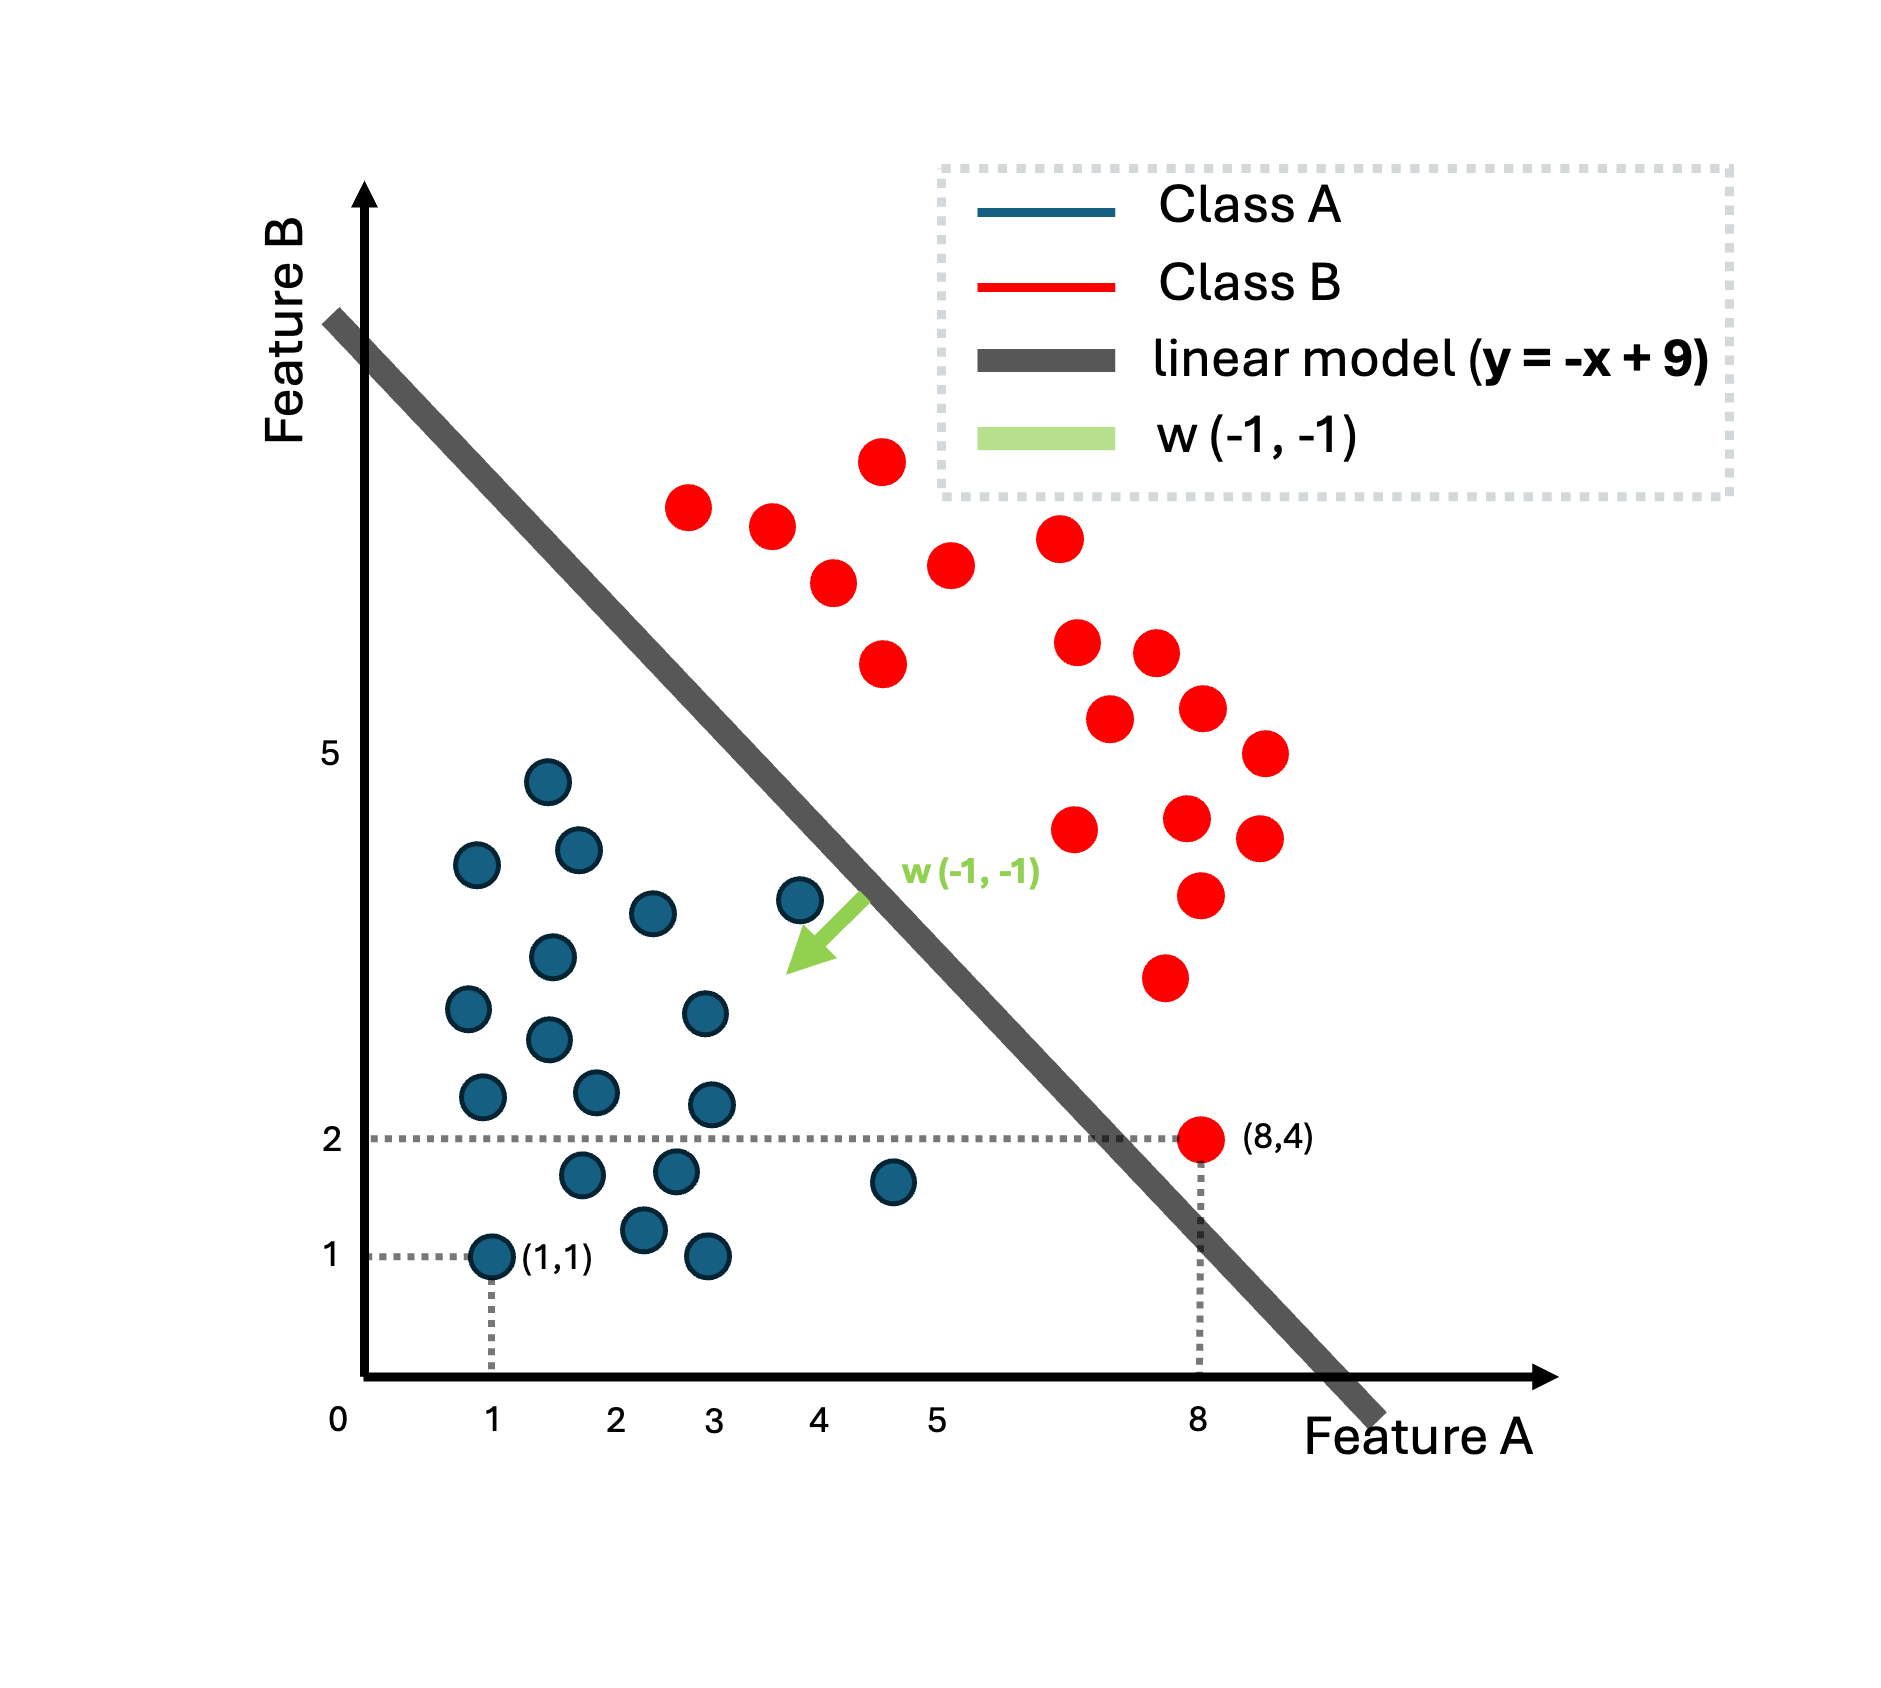 Feature B
Class A
Class B
linear model (y = -x + 9)
w (-1, -1)
5
w (-1, -1)
2
(8,4)
1
(1,1)
0 1 2 3 4 5 8
Feature A